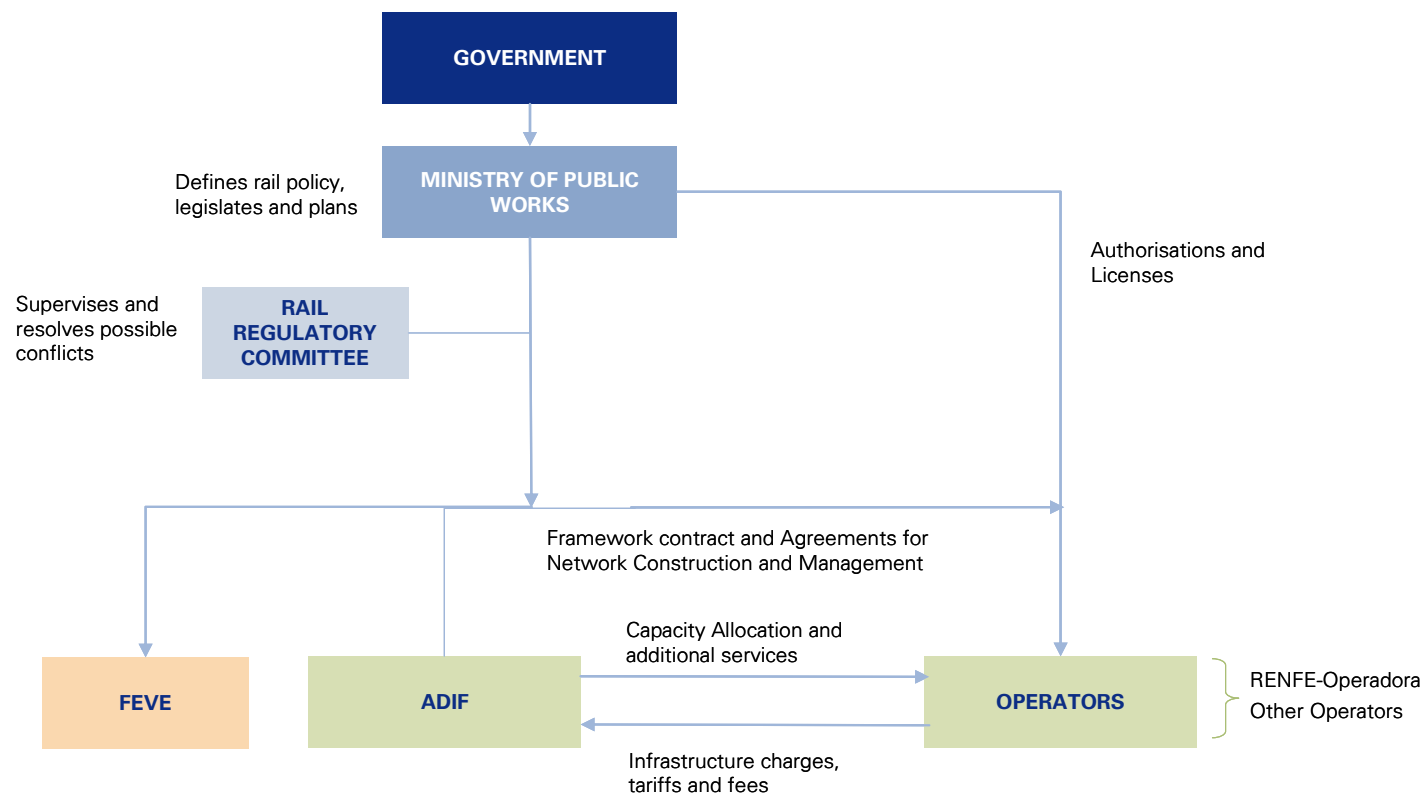 GOVERNMENT
MINISTRY OF PUBLIC
WORKS
Defines rail policy,
legislates and plans
Authorisations and
Licenses
Supervises and
resolves possible
conflicts
RAIL
REGULATORY
COMMITTEE
Framework contract and Agreements for
Network Construction and Management
Capacity Allocation and
additional services
FEVE
ADIF
OPERATORS
RENFE-Operadora
Other Operators
Infrastructure charges,
tariffs and fees